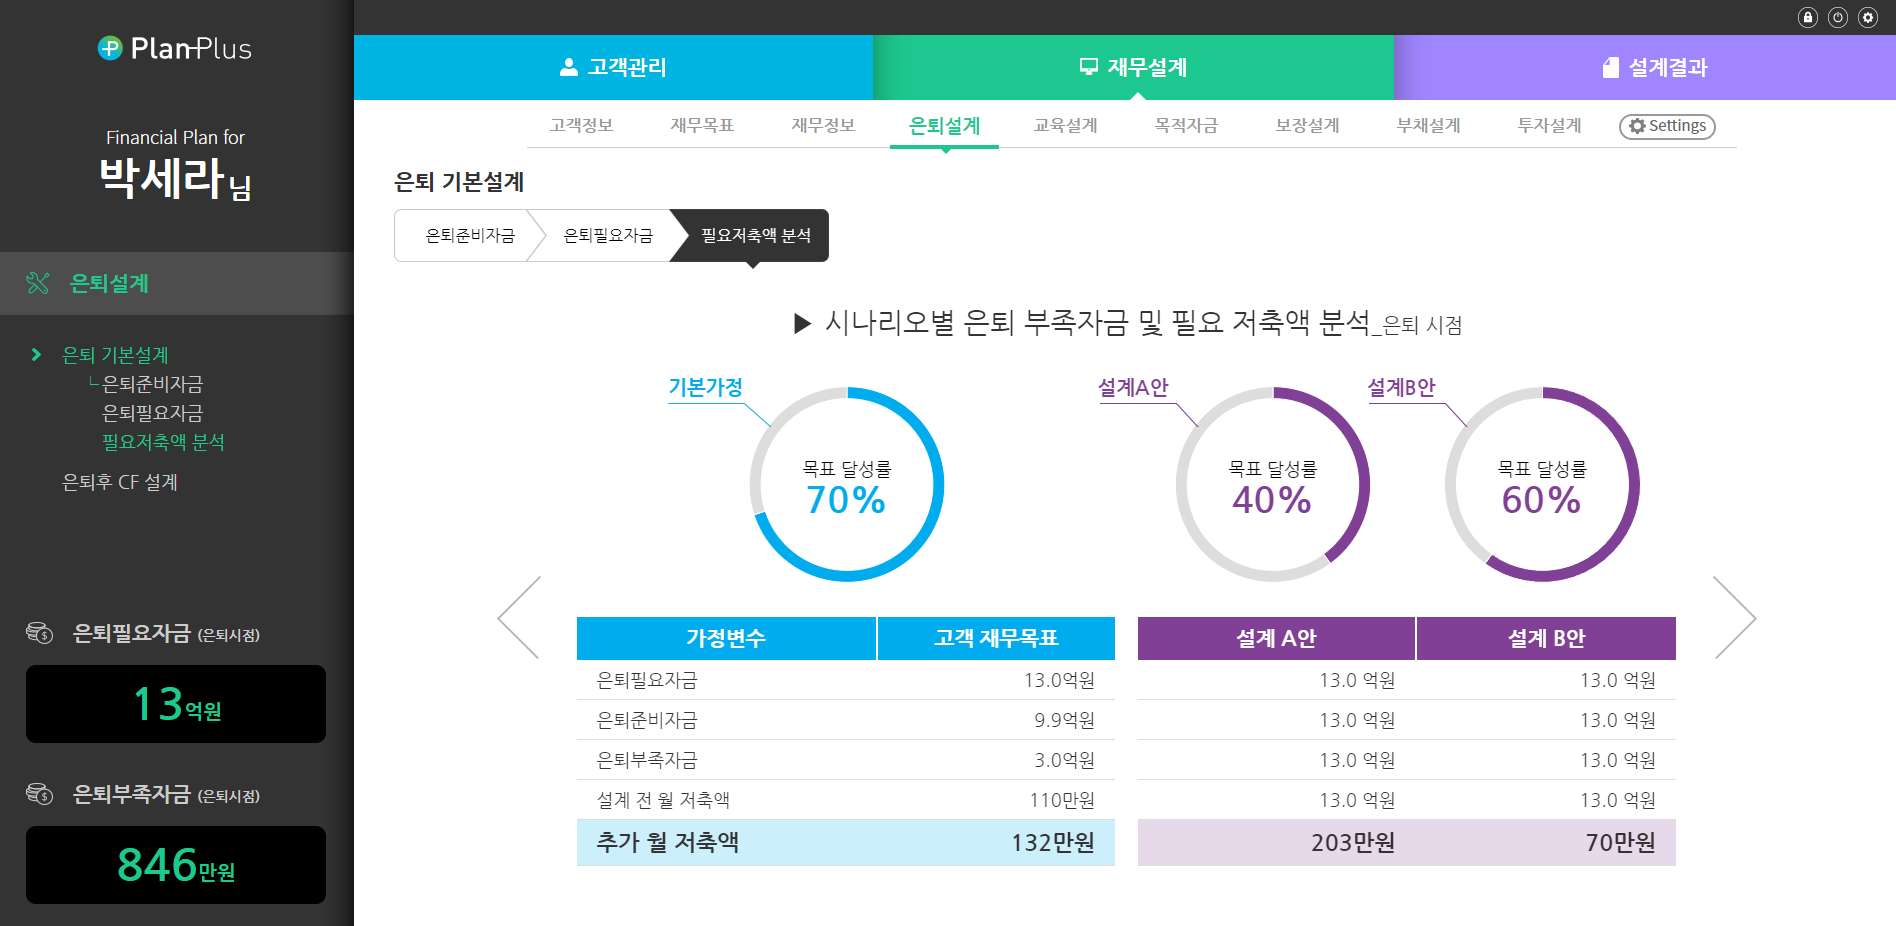 PlanPlus
Financial Plan for
박세라님
은퇴설계
은퇴 기본설계
└ 은퇴준비자금
은퇴필요자금
필요저축액 분석
은퇴후 CF 설계
은퇴필요자금 (은퇴시점)
13억원
은퇴부족자금 (은퇴시점)
846만원
고객관리 재무설계 설계결과
고객정보 재무목표 재무정보 은퇴설계 교육설계 목적자금 보장설계 부채설계 투자설계 Settings
은퇴 기본설계
은퇴준비자금 은퇴필요자금 필요저축액 분석
▶ 시나리오별 은퇴 부족자금 및 필요 저축액 분석_은퇴 시점
기본가정 설계A안 설계B안
목표 달성률 목표 달성률 목표 달성률
70% 40% 60%
가정변수 고객 재무목표 설계 A안 설계 B안
은퇴필요자금 13.0억원 13.0 억원 13.0 억원
은퇴준비자금 9.9억원 13.0 억원 13.0 억원
은퇴부족자금 3.0억원 13.0 억원 13.0 억원
설계 전 월 저축액 110만원 13.0 억원 13.0 억원
추가 월 저축액 132만원 203만원 70만원